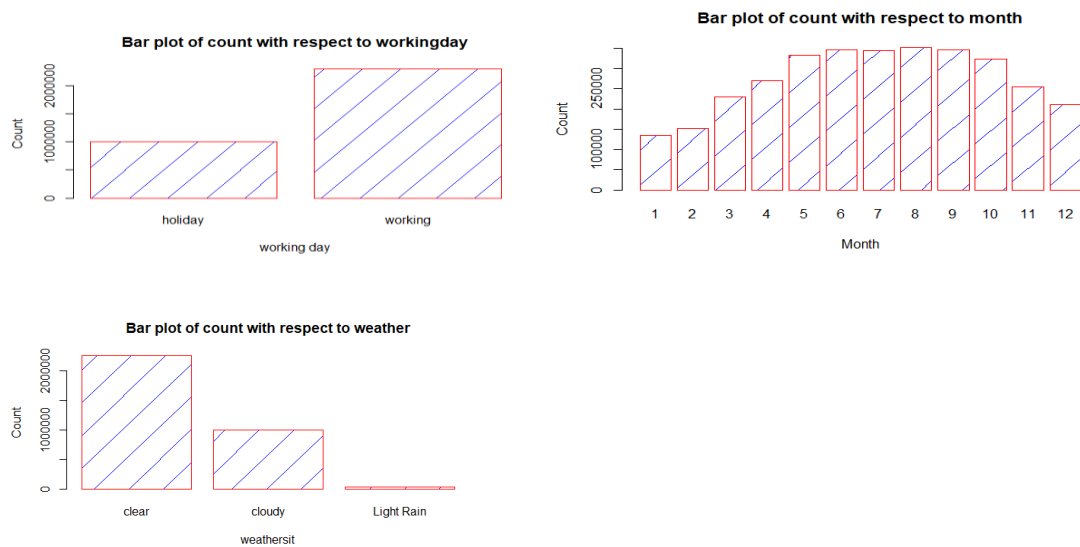 Bar plot of count with respect to workingday
Count
0
1000000
2000000
holiday
working
working day
Bar plot of count with respect to month
Count
0
100000
250000
1 2 3 4 5 6 7 8 9 10 11 12
Month
Bar plot of count with respect to weather
Count
0
1000000
2000000
clear
cloudy
Light Rain
weathersit